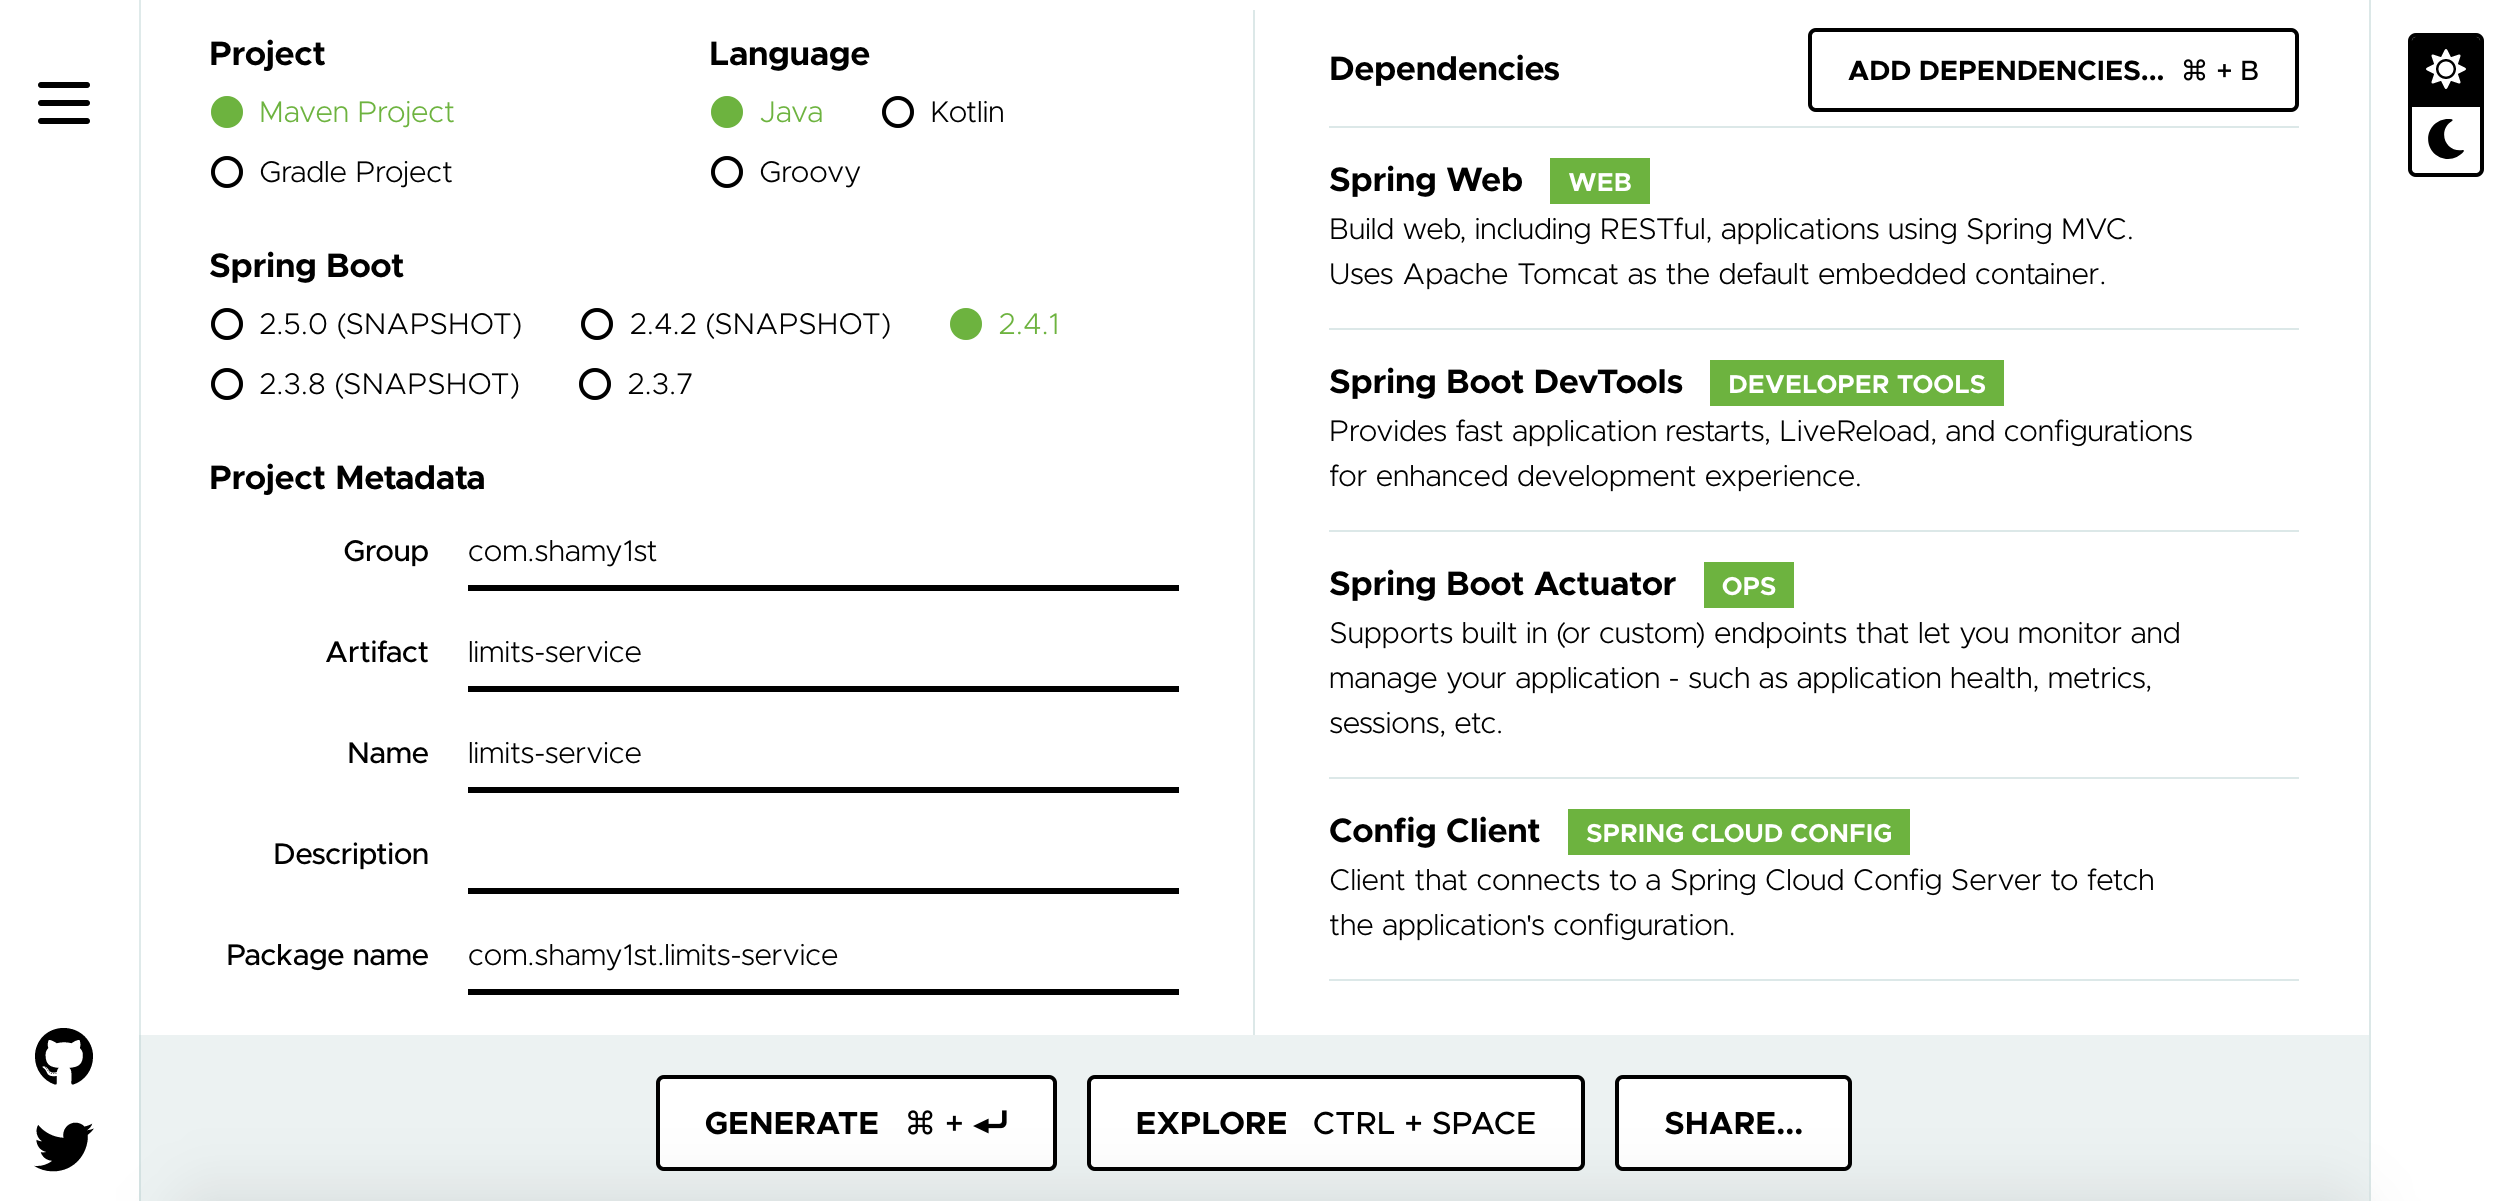 Project
Maven Project
Gradle Project
Language
Java Kotlin
Groovy
Spring Boot
2.5.0 (SNAPSHOT) 2.4.2 (SNAPSHOT) 2.4.1
2.3.8 (SNAPSHOT) 2.3.7
Project Metadata
Group com.shamy1st
Artifact limits-service
Name limits-service
Description
Package name com.shamy1st.limits-service
Dependencies ADD DEPENDENCIES... ⌘ + B
Spring Web WEB
Build web, including RESTful, applications using Spring MVC.
Uses Apache Tomcat as the default embedded container.
Spring Boot DevTools DEVELOPER TOOLS
Provides fast application restarts, LiveReload, and configurations
for enhanced development experience.
Spring Boot Actuator OPS
Supports built in (or custom) endpoints that let you monitor and
manage your application - such as application health, metrics,
sessions, etc.
Config Client SPRING CLOUD CONFIG
Client that connects to a Spring Cloud Config Server to fetch
the application's configuration.
GENERATE ⌘ + ↵ EXPLORE CTRL + SPACE SHARE...